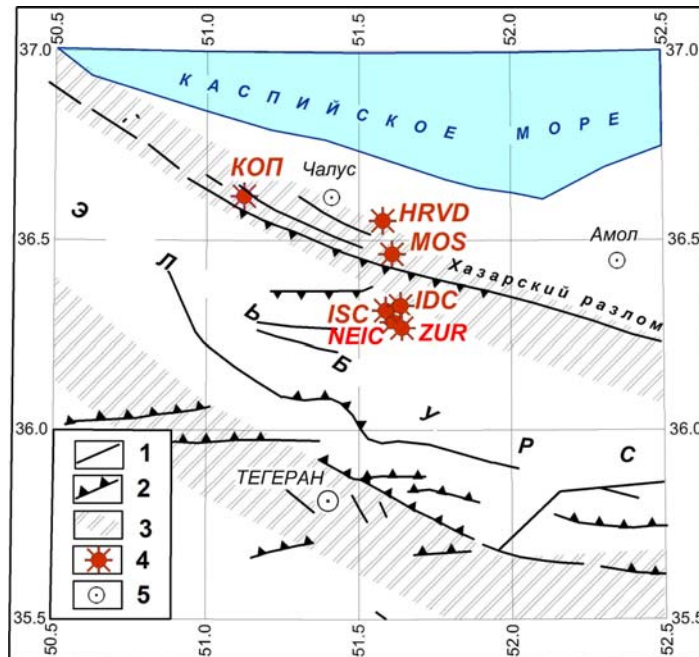 50.5 51.0 51.5 52.0 52.5
37.0 37.0
КАСПИЙСКОЕ МОРЕ
КОП Чалус
HRVD
Э
36.5 MOS Амол 36.5
Л Хазарский разлом
ISC IDC
Ь
NEIC ZUR
Б
36.0 У 36.0
Р С
1
ТЕГЕРАН
2
3
4
5
35.5 35.5
50.5 51.0 51.5 52.0 52.5